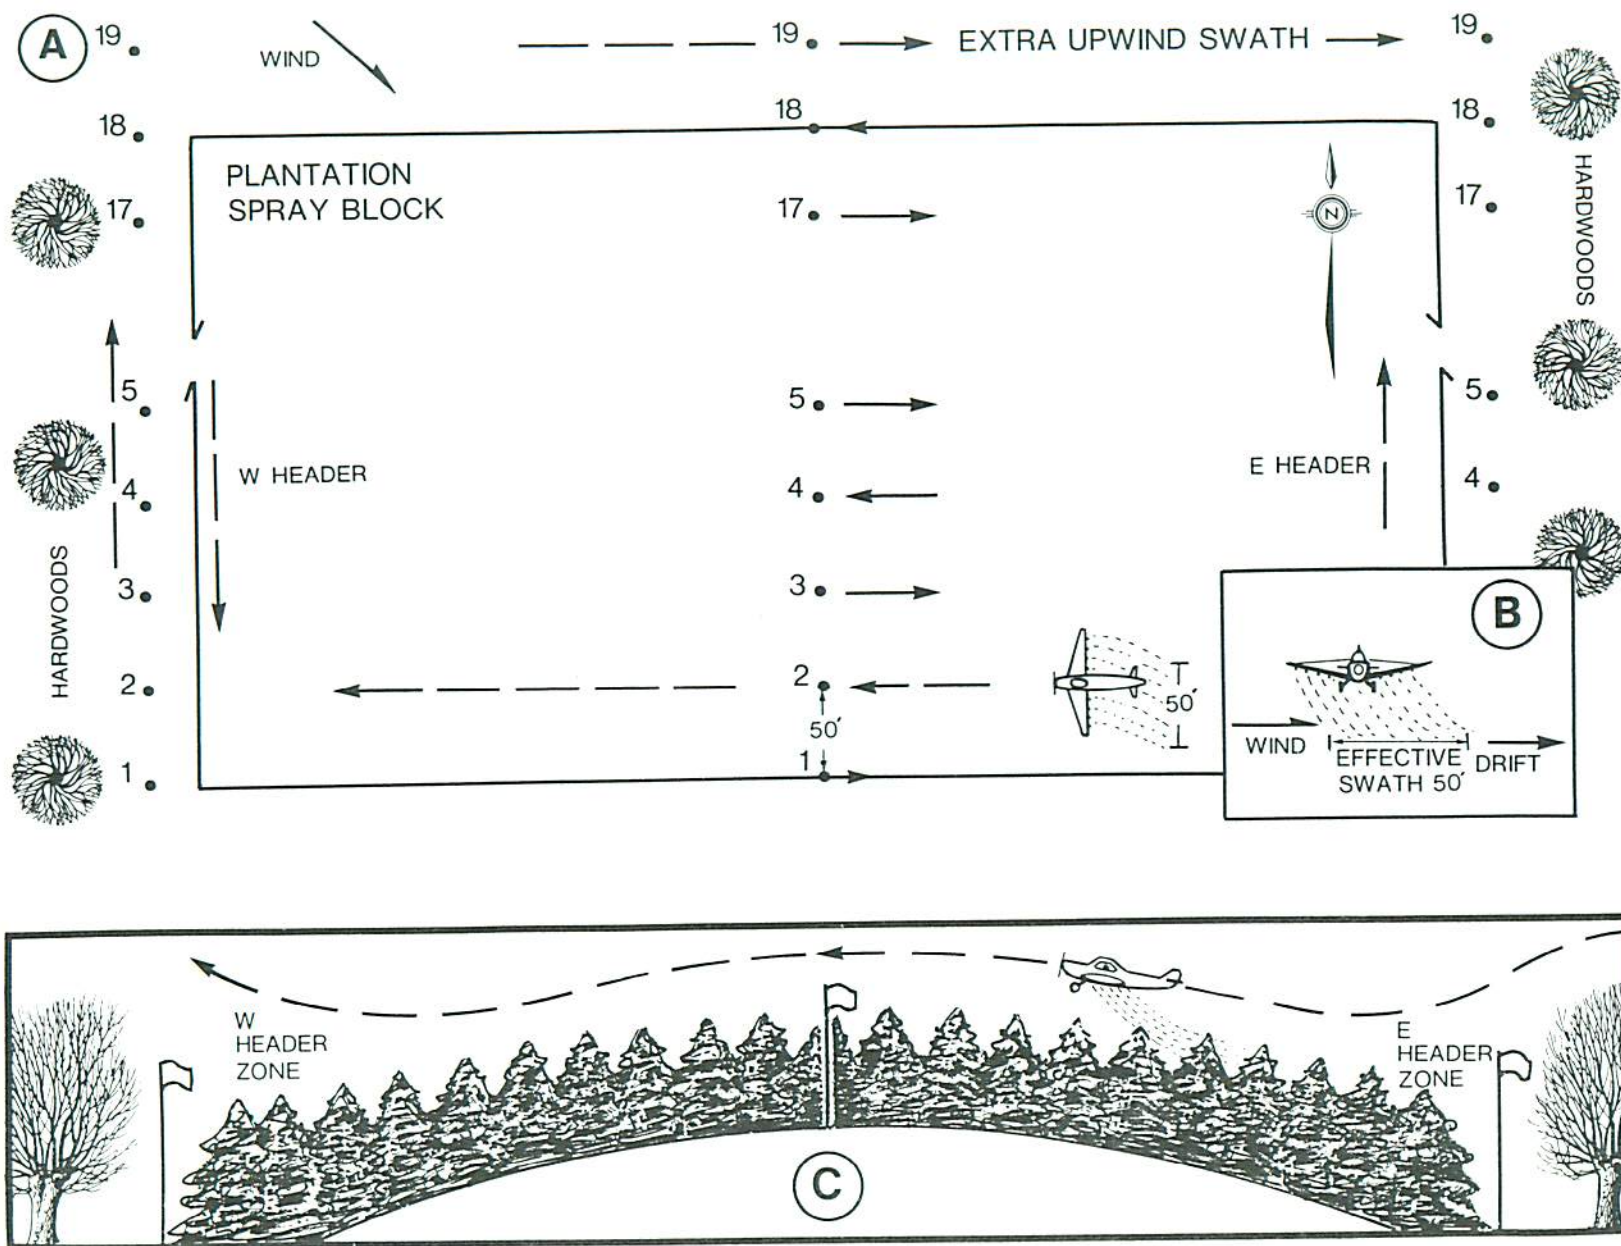 A
19
WIND
19
EXTRA UPWIND SWATH
19
18
18
18
PLANTATION
SPRAY BLOCK
17
17
17
N
HARDWOODS
5
5
5
W HEADER
E HEADER
4
4
4
HARDWOODS
3
3
2
2
50'
50'
1
1
B
WIND
EFFECTIVE
SWATH 50'
DRIFT
W
HEADER
ZONE
E
HEADER
ZONE
C